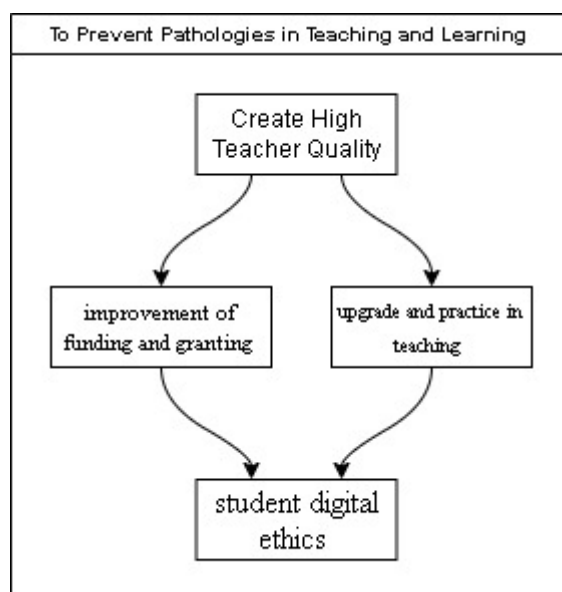 To Prevent Pathologies in Teaching and Learning
Create High
Teacher Quality
improvement of
funding and granting
upgrade and practice in
teaching
student digital
ethics